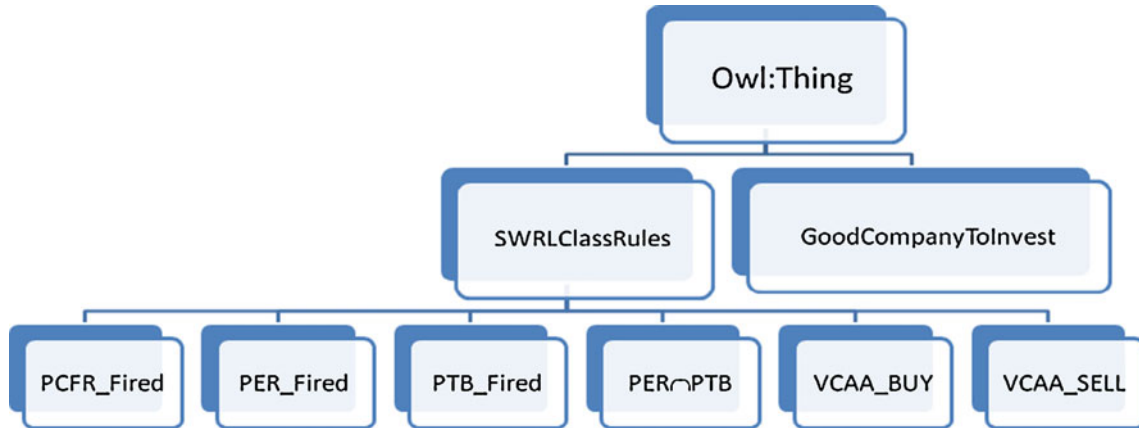 Owl:Thing
SWRLClassRules
GoodCompanyToInvest
PCFR_Fired
PER_Fired
PTB_Fired
PER∩PTB
VCAA_BUY
VCAA_SELL